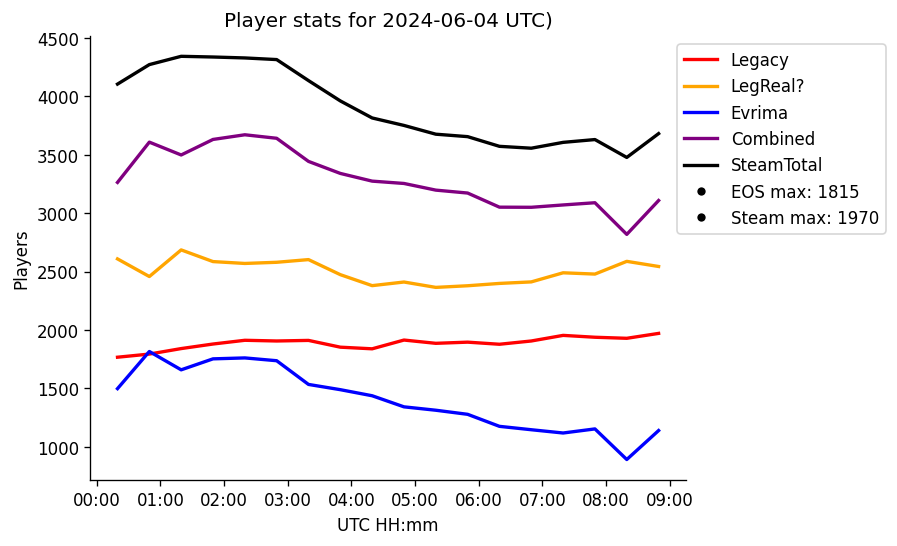 Player stats for 2024-06-04 UTC)
4500
4000
3500
3000
2500
2000
1500
1000
Players
00:00 01:00 02:00 03:00 04:00 05:00 06:00 07:00 08:00 09:00
UTC HH:mm
Legacy
LegReal?
Evrima
Combined
SteamTotal
EOS max: 1815
Steam max: 1970